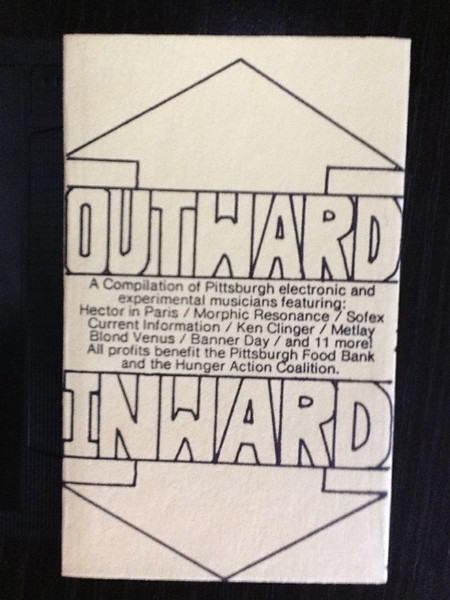 OUTWARD
A Compilation of Pittsburgh electronic and
experimental musicians featuring:
Hector in Paris / Morphic Resonance / Sofex
Current Information / Ken Clinger / Metlay
Blond Venus / Banner Day / and 11 more!
All profits benefit the Pittsburgh Food Bank
and the Hunger Action Coalition.
INWARD